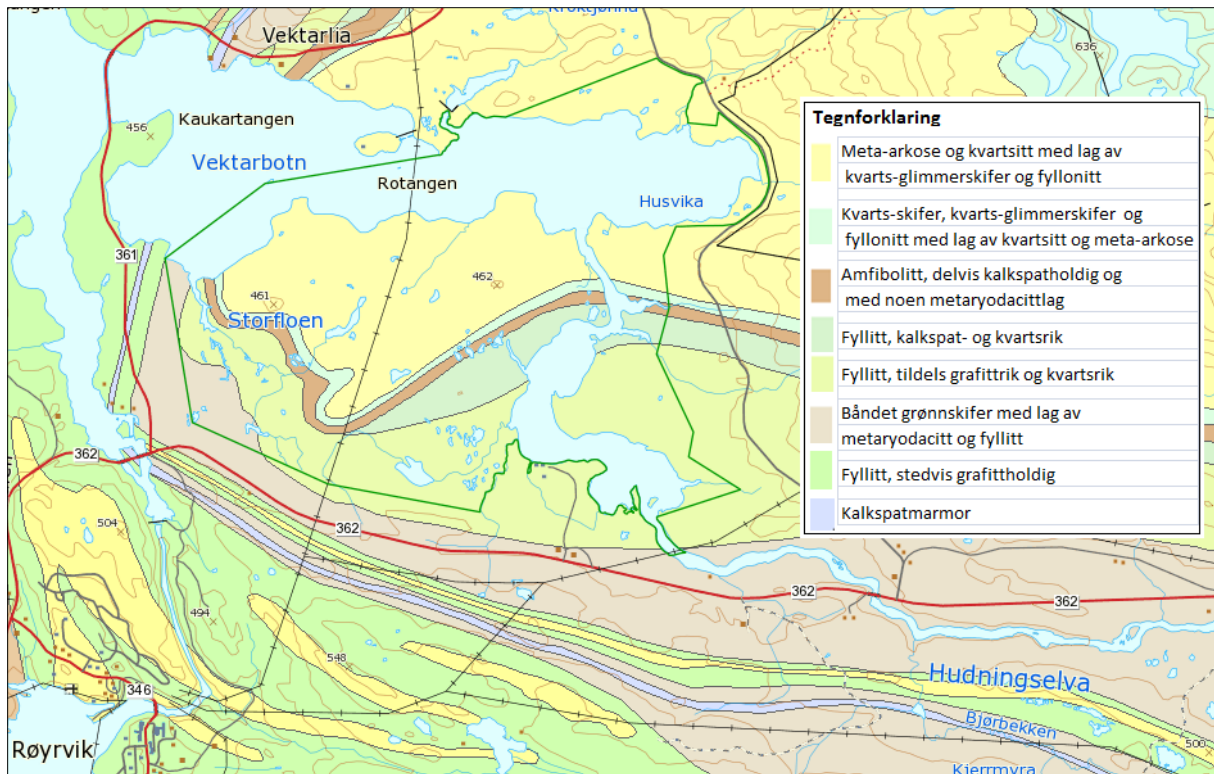 Kroktjønna
Vektarlia
636
456
Kaukartangen
Vektarbotn
Rotangen
Husvika
361
461
462
Storfloen
362
504
362
494
362
362
548
346
Hudningselva
Bjørbekken
500
Røyrvik
Kjerrmyra
Tegnforklaring
Meta-arkose og kvartsitt med lag av
kvarts-glimmerskifer og fyllonitt
Kvarts-skifer, kvarts-glimmerskifer og
fyllonitt med lag av kvartsitt og meta-arkose
Amfibolitt, delvis kalkspatholdig og
med noen metaryodacittlag
Fyllitt, kalkspat- og kvartsrik
Fyllitt, tildels grafittrik og kvartsrik
Båndet grønnskifer med lag av
metaryodacitt og fyllitt
Fyllitt, stedvis grafittholdig
Kalkspatmarmor